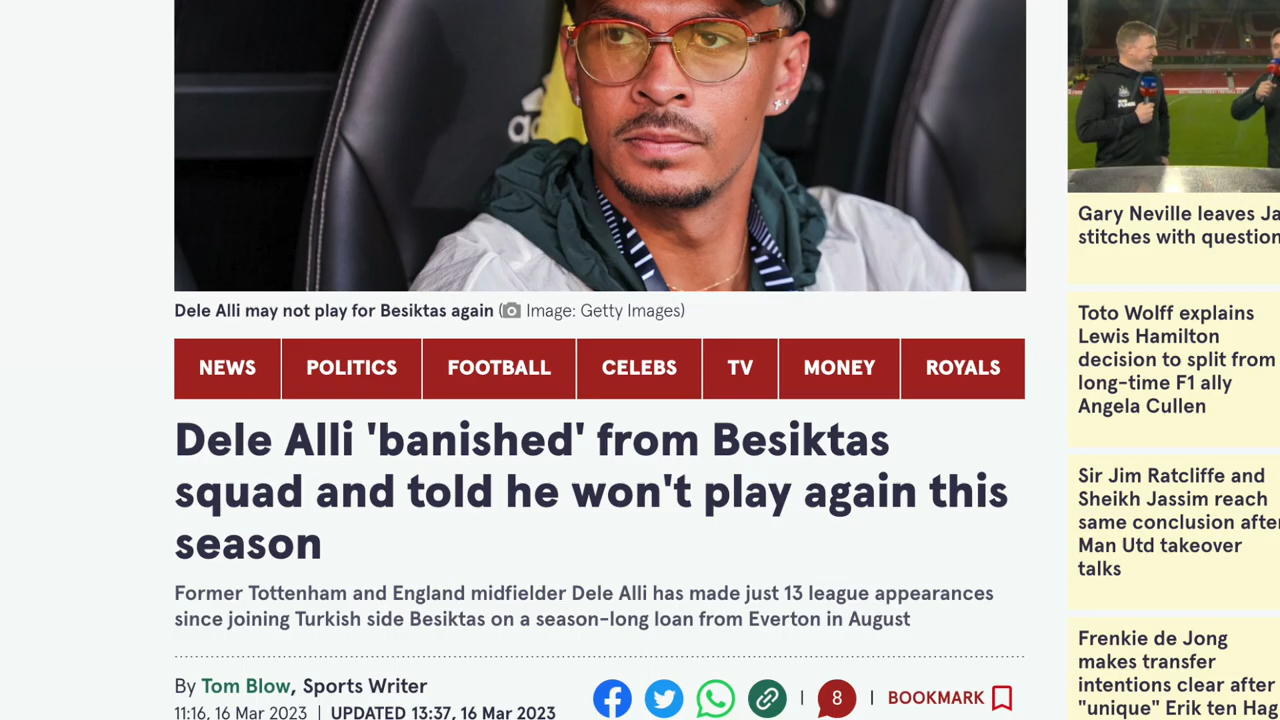 Dele Alli may not play for Besiktas again (Image: Getty Images)
NEWS
POLITICS
FOOTBALL
CELEBS
TV
MONEY
ROYALS
Dele Alli 'banished' from Besiktas
squad and told he won't play again this
season
Former Tottenham and England midfielder Dele Alli has made just 13 league appearances
since joining Turkish side Besiktas on a season-long loan from Everton in August
By Tom Blow, Sports Writer
11:16, 16 Mar 2023 | UPDATED 13:37, 16 Mar 2023
8
BOOKMARK
Gary Neville leaves Ja
stitches with question
Toto Wolff explains
Lewis Hamilton
decision to split from
long-time F1 ally
Angela Cullen
Sir Jim Ratcliffe and
Sheikh Jassim reach
same conclusion after
Man Utd takeover
talks
Frenkie de Jong
makes transfer
intentions clear after
"unique" Erik ten Hag